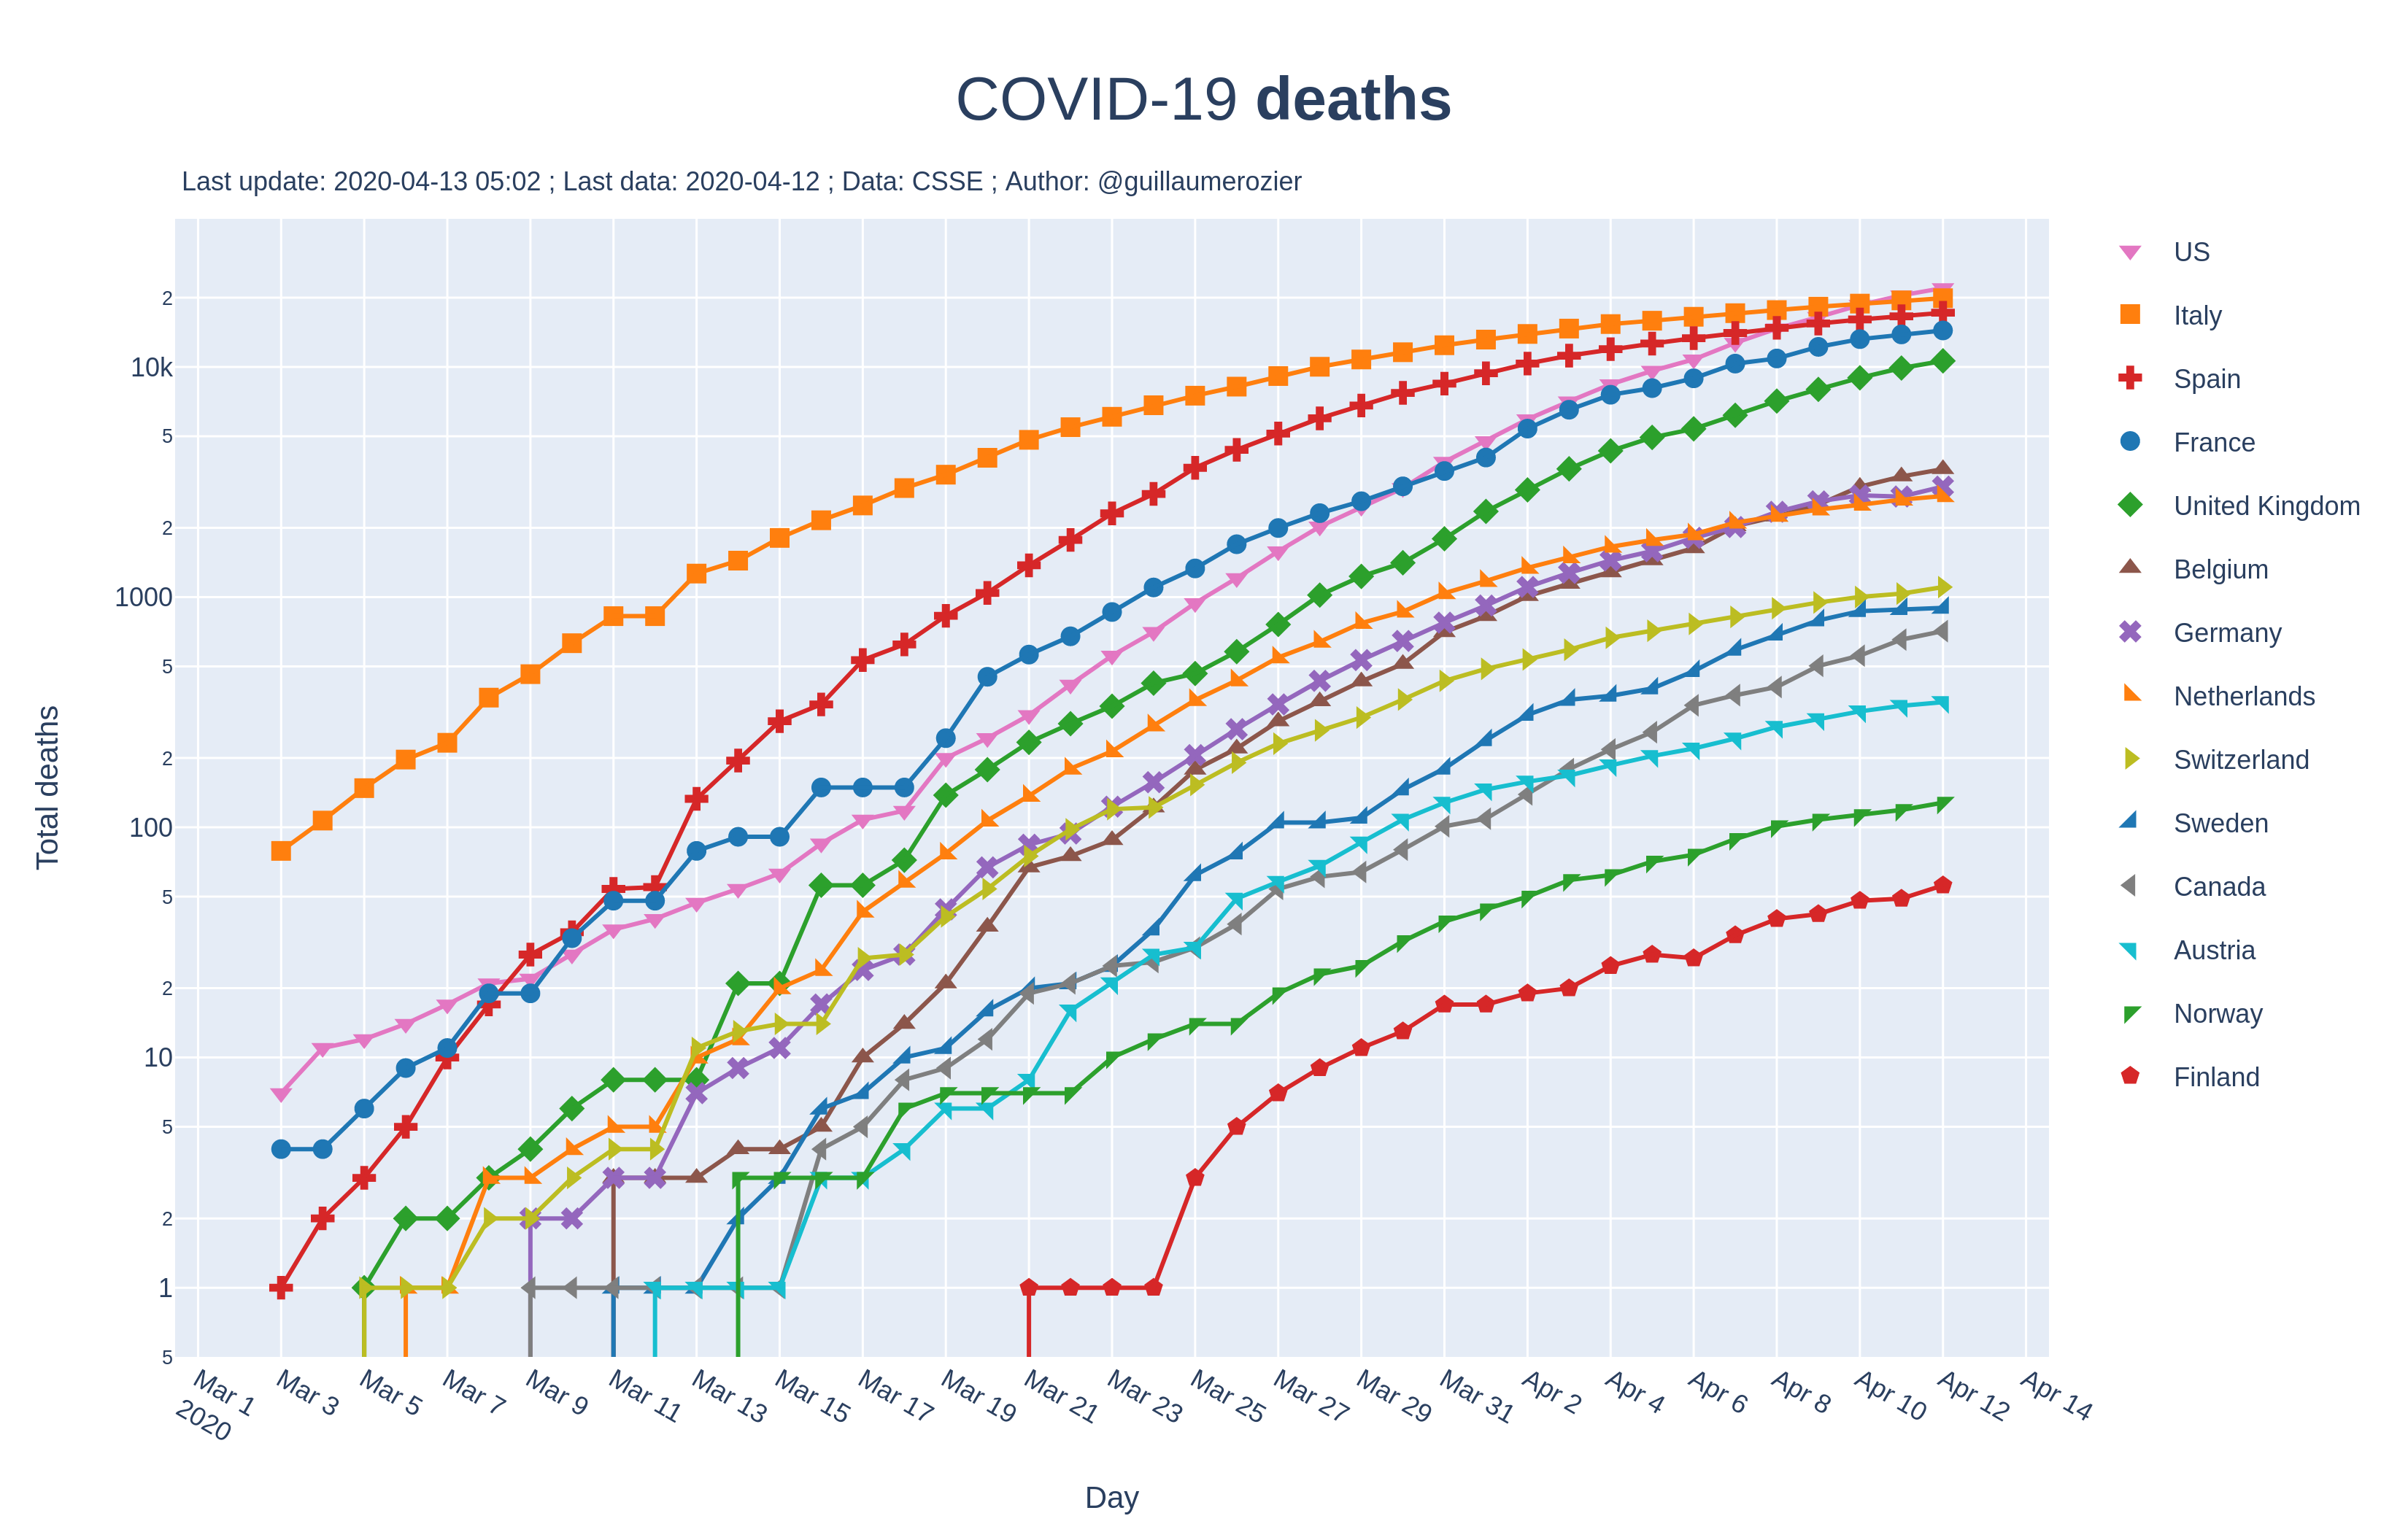 COVID-19 deaths
Last update: 2020-04-13 05:02 ; Last data: 2020-04-12 ; Data: CSSE ; Author: @guillaumerozier
Total deaths
2
10k
5
2
1000
5
2
100
5
2
10
5
2
1
5
Mar 1
2020
Mar 3
Mar 5
Mar 7
Mar 9
Mar 11
Mar 13
Mar 15
Mar 17
Mar 19
Mar 21
Mar 23
Mar 25
Mar 27
Mar 29
Mar 31
Apr 2
Apr 4
Apr 6
Apr 8
Apr 10
Apr 12
Apr 14
Day
US
Italy
Spain
France
United Kingdom
Belgium
Germany
Netherlands
Switzerland
Sweden
Canada
Austria
Norway
Finland